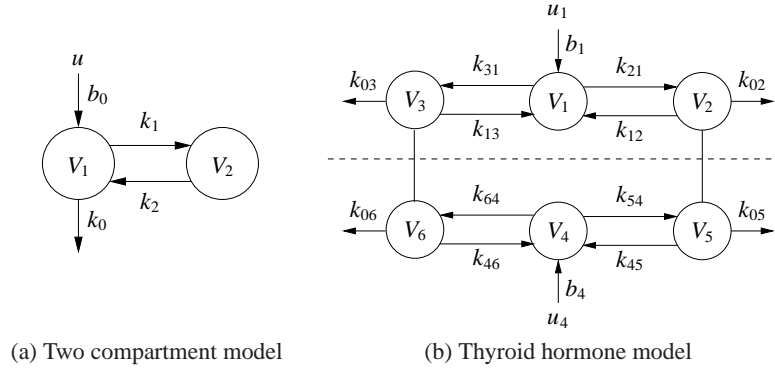 u
b₀
k₁
V₁ V₂
k₂
k₀
(a) Two compartment model
u₁
b₁
k₀₃ k₃₁ k₂₁ k₀₂
V₃ V₁ V₂
k₁₃ k₁₂
k₀₆ k₆₄ k₅₄ k₀₅
V₆ V₄ V₅
k₄₆ k₄₅
b₄
u₄
(b) Thyroid hormone model